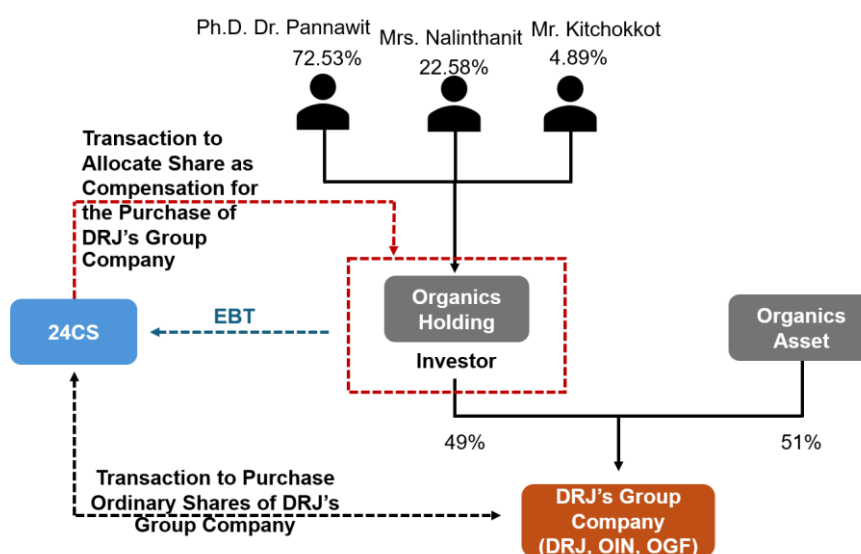 Ph.D. Dr. Pannawit
72.53%
Mrs. Nalinthanit
22.58%
Mr. Kitchokkot
4.89%
Transaction to
Allocate Share as
Compensation for
the Purchase of
DRJ's Group
Company
24CS
EBT
Organics
Holding
Investor
Organics
Asset
49%
51%
Transaction to Purchase
Ordinary Shares of DRJ's
Group Company
DRJ's Group
Company
(DRJ, OIN, OGF)